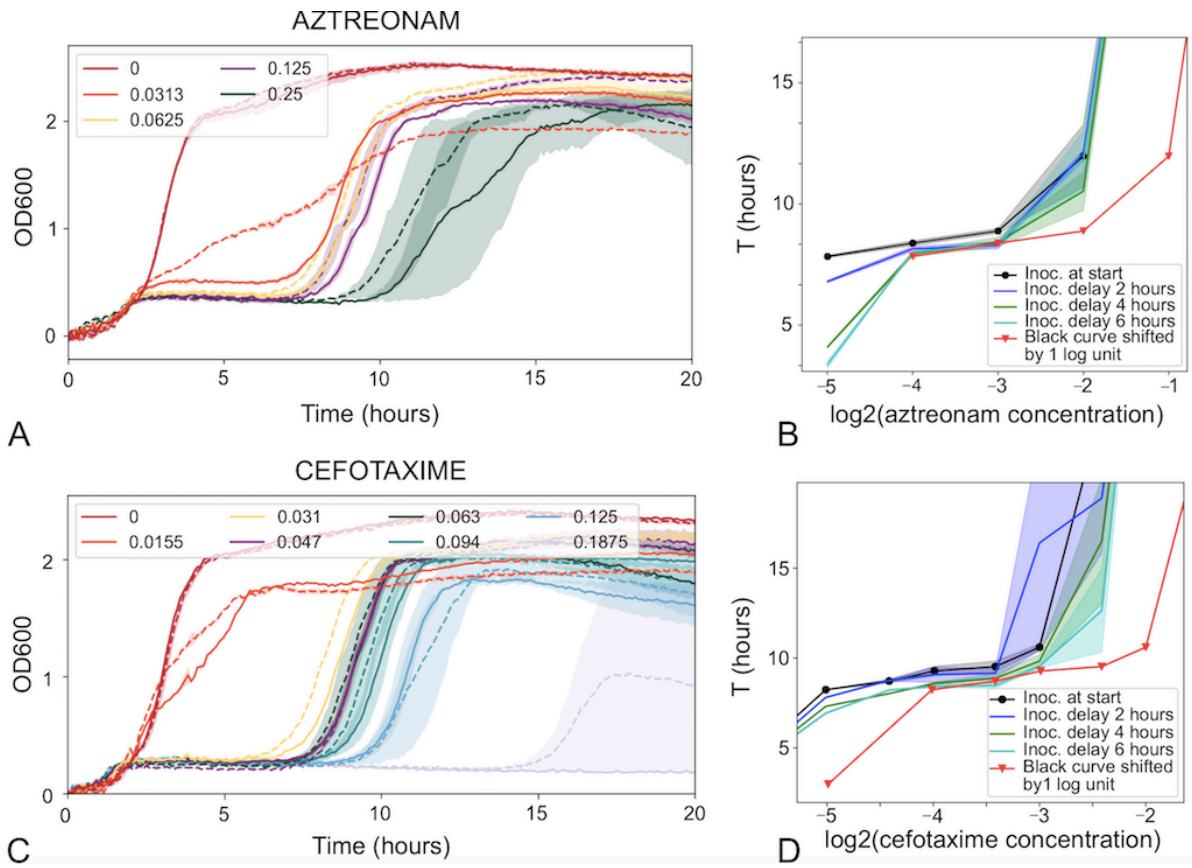 AZTREONAM
0
0.125
0.0313
0.25
0.0625
2
1
0
OD600
0
5
10
15
20
Time (hours)
A
15
10
5
T (hours)
Inoc. at start
Inoc. delay 2 hours
Inoc. delay 4 hours
Inoc. delay 6 hours
Black curve shifted
by 1 log unit
−5
−4
−3
−2
−1
log2(aztreonam concentration)
B
CEFOTAXIME
0
0.031
0.063
0.125
0.0155
0.047
0.094
0.1875
2
1
0
OD600
0
5
10
15
20
Time (hours)
C
15
10
5
T (hours)
Inoc. at start
Inoc. delay 2 hours
Inoc. delay 4 hours
Inoc. delay 6 hours
Black curve shifted
by1 log unit
−5
−4
−3
−2
log2(cefotaxime concentration)
D